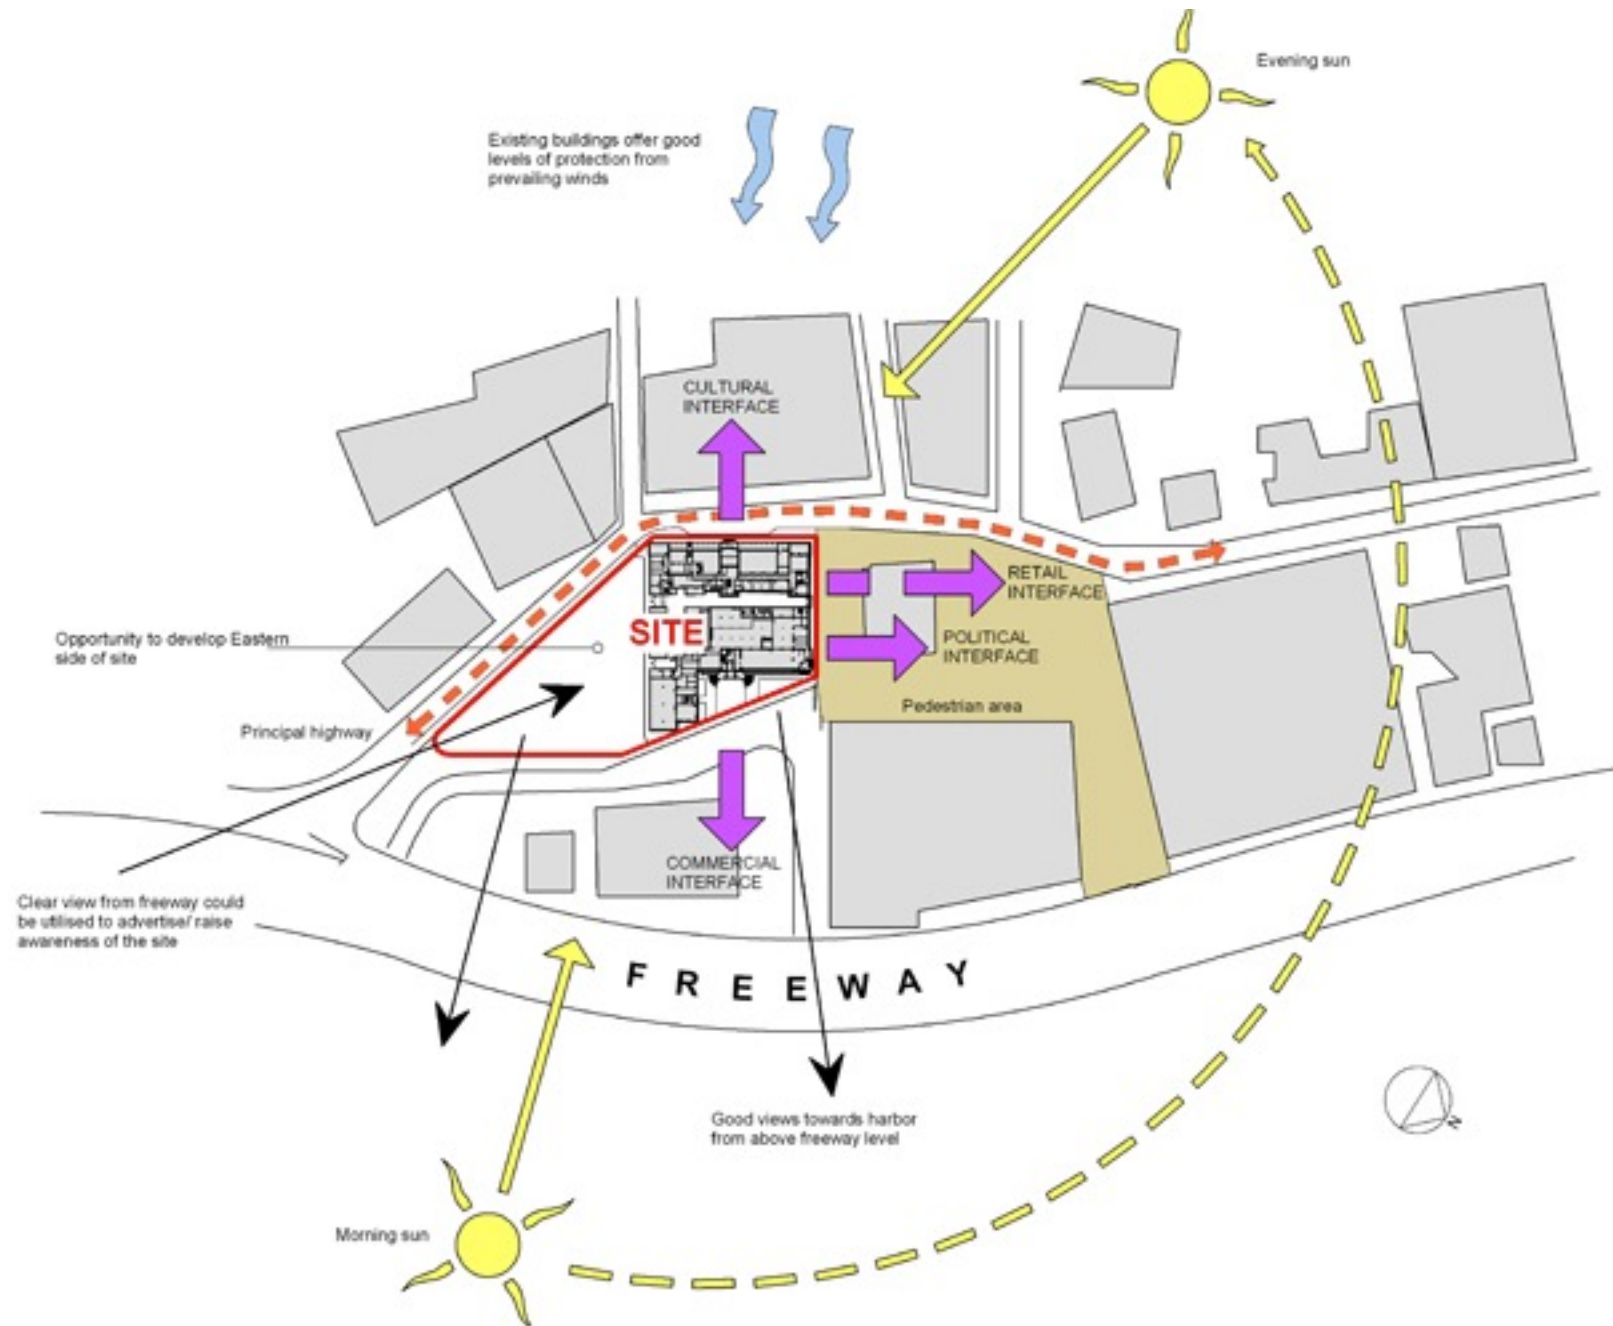 Evening sun
Existing buildings offer good
levels of protection from
prevailing winds
CULTURAL
INTERFACE
RETAIL
INTERFACE
SITE
POLITICAL
INTERFACE
Opportunity to develop Eastern
side of site
Pedestrian area
Principal highway
COMMERCIAL
INTERFACE
Clear view from freeway could
be utilised to advertise/ raise
awareness of the site
FREEWAY
Good views towards harbor
from above freeway level
N
Morning sun